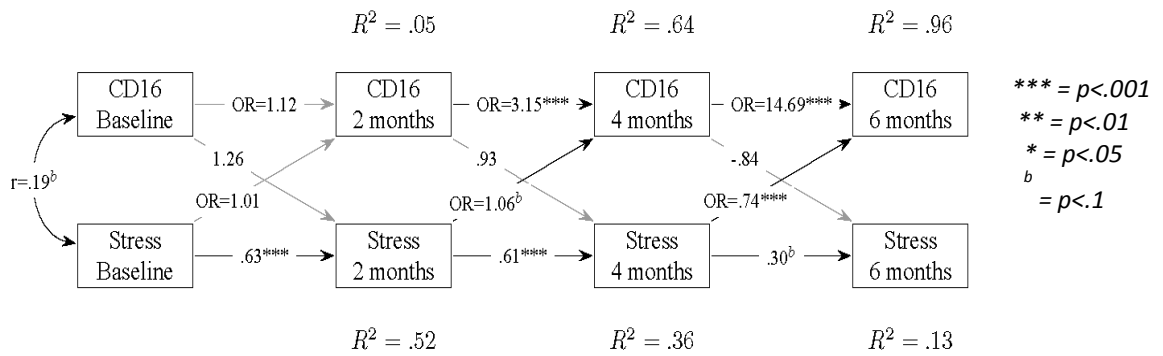 R² = .05
R² = .64
R² = .96
CD16
Baseline
OR=1.12
CD16
2 months
OR=3.15***
CD16
4 months
OR=14.69***
CD16
6 months
*** = p<.001
** = p<.01
* = p<.05
b
= p<.1
r=.19b
1.26
.93
-.84
OR=1.01
OR=1.06b
OR=.74***
Stress
Baseline
.63***
Stress
2 months
.61***
Stress
4 months
.30b
Stress
6 months
R² = .52
R² = .36
R² = .13